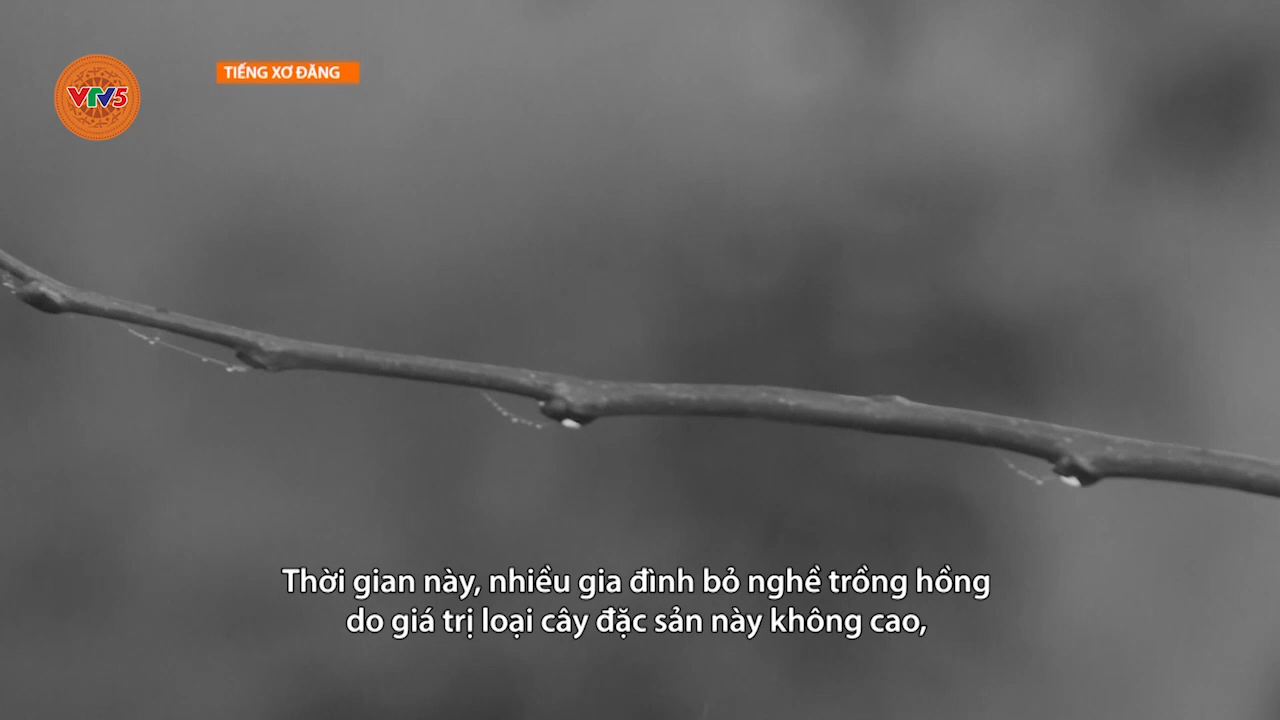 VTV5
TIẾNG XƠ ĐĂNG
Thời gian này, nhiều gia đình bỏ nghề trồng hồng
do giá trị loại cây đặc sản này không cao,